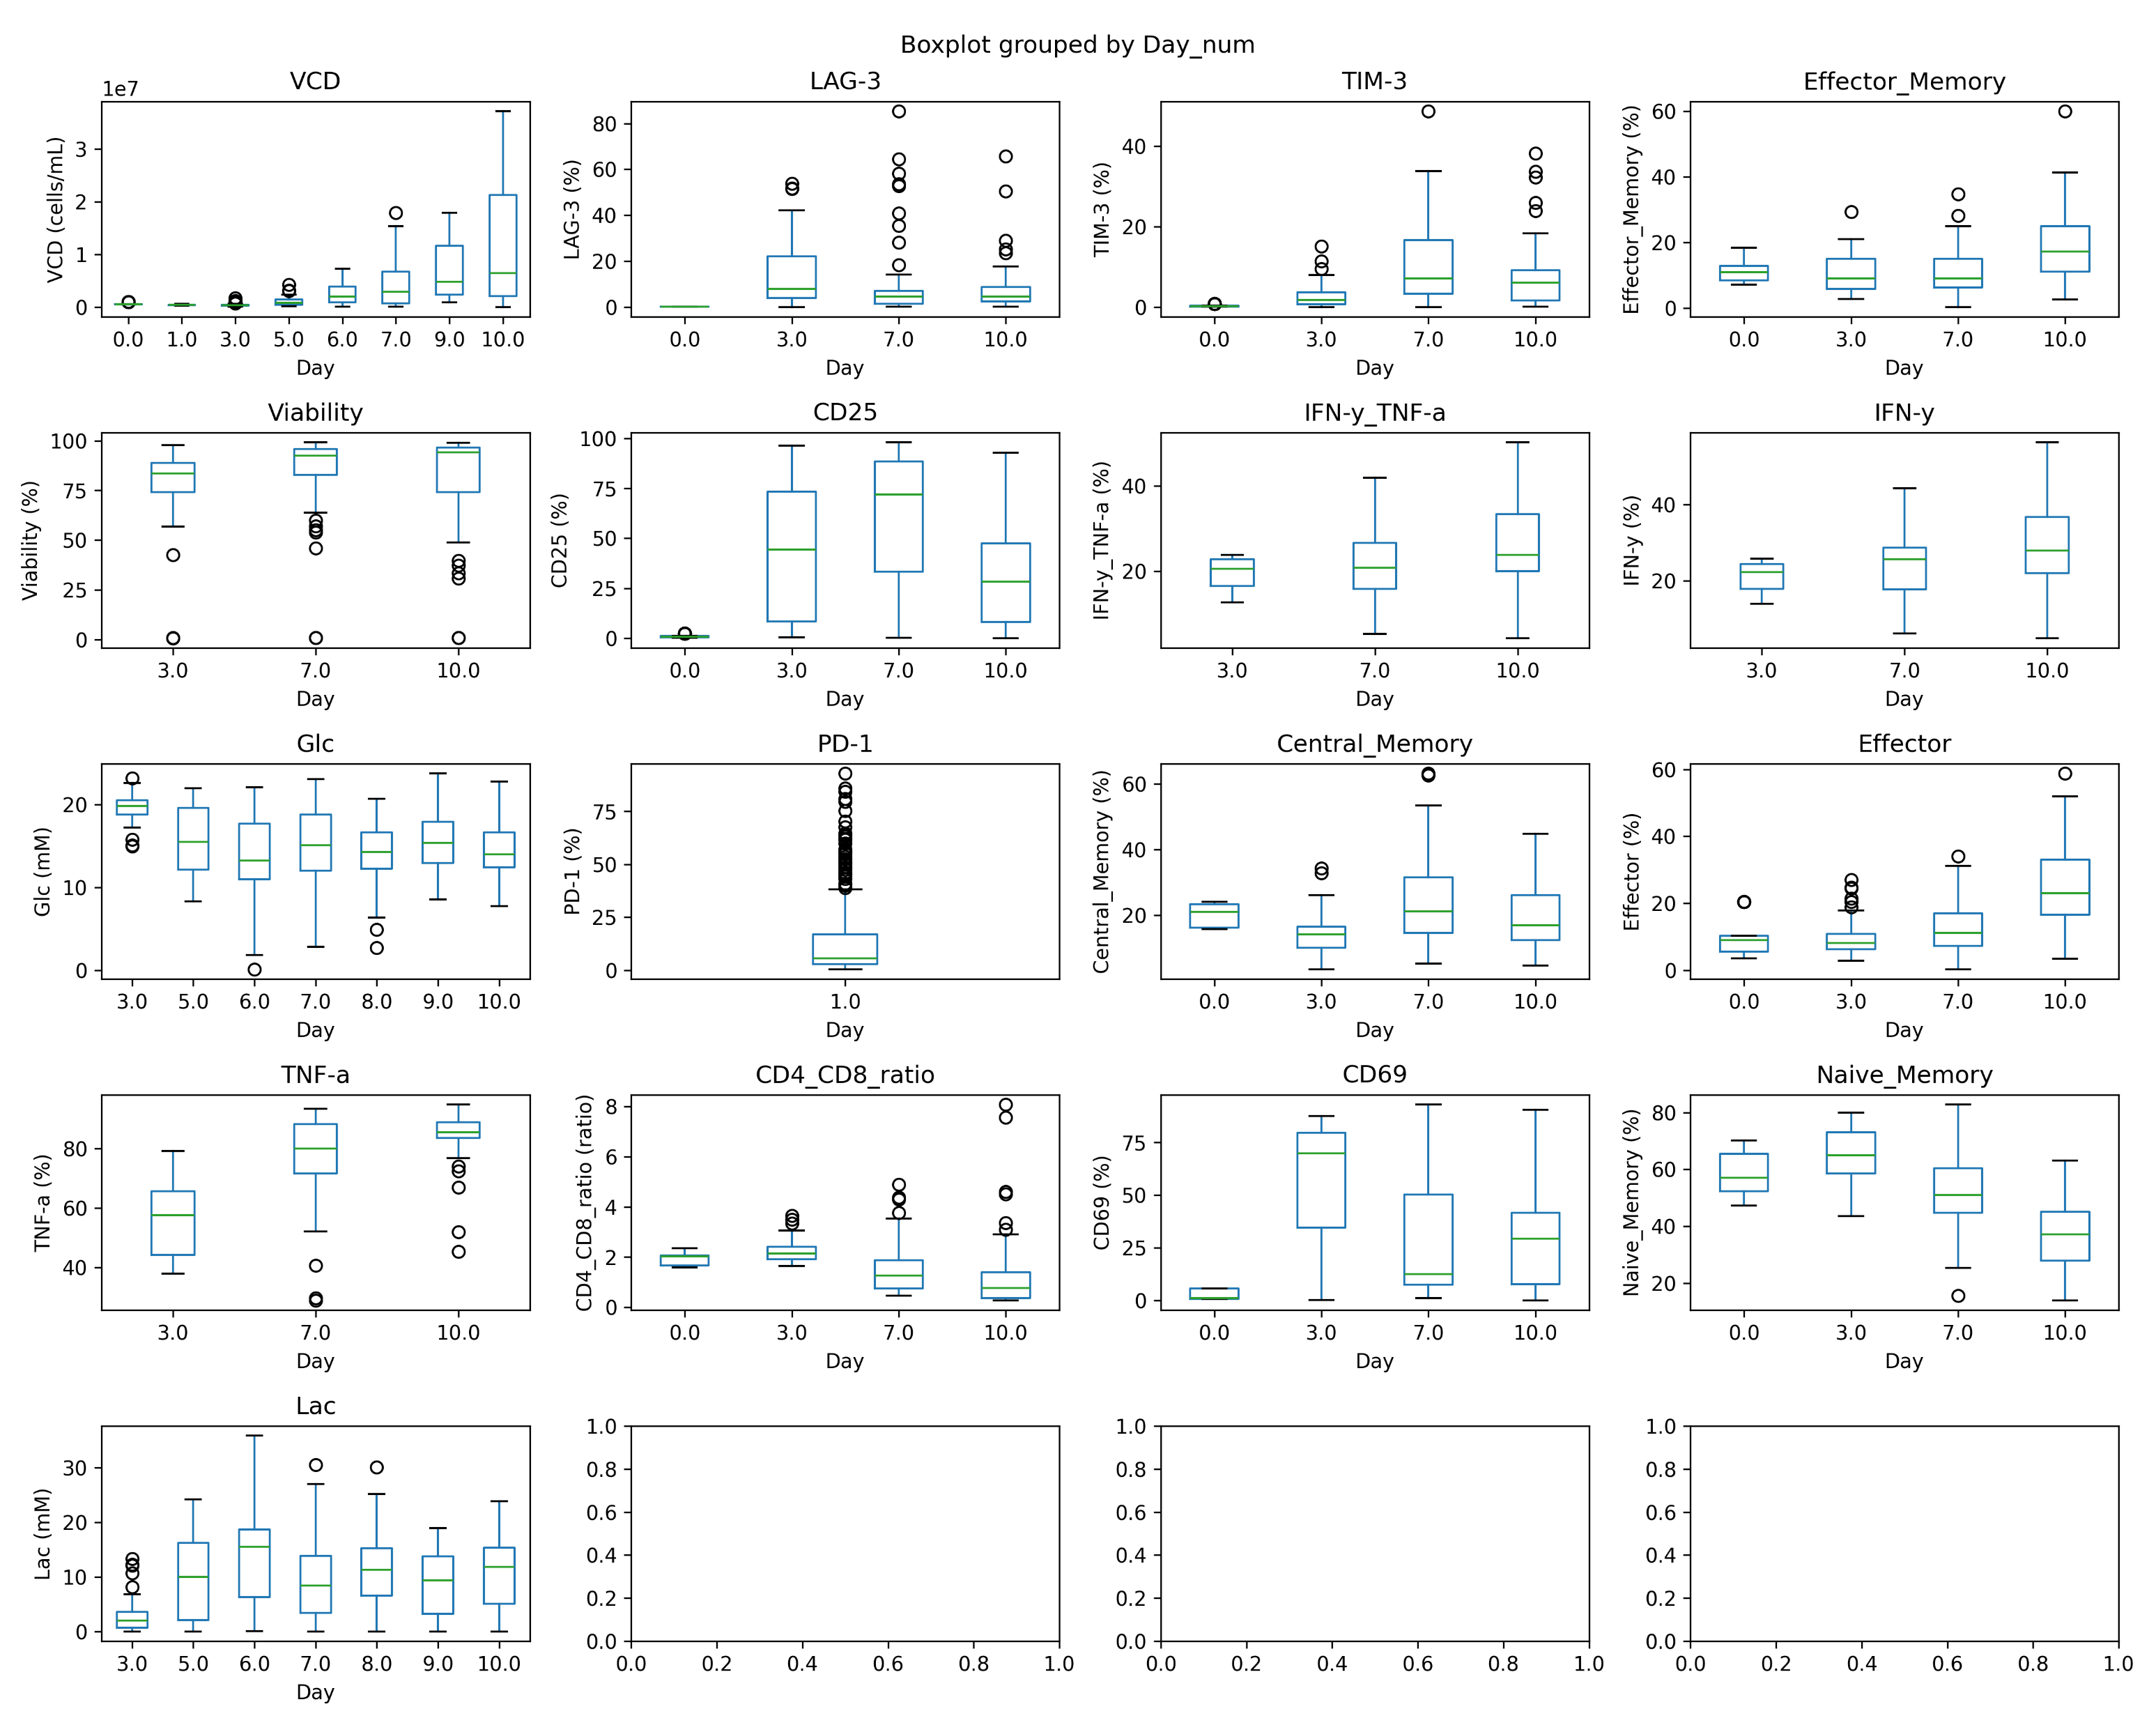 Boxplot grouped by Day_num
VCD
1e7
VCD (cells/mL)
3
2
1
0
0.0 1.0 3.0 5.0 6.0 7.0 9.0 10.0
Day
LAG-3
LAG-3 (%)
80
60
40
20
0
0.0 3.0 7.0 10.0
Day
TIM-3
TIM-3 (%)
40
20
0
0.0 3.0 7.0 10.0
Day
Effector_Memory
Effector_Memory (%)
60
40
20
0
0.0 3.0 7.0 10.0
Day
Viability
Viability (%)
100
75
50
25
0
3.0 7.0 10.0
Day
CD25
CD25 (%)
100
75
50
25
0
0.0 3.0 7.0 10.0
Day
IFN-y_TNF-a
IFN-y_TNF-a (%)
40
20
3.0 7.0 10.0
Day
IFN-y
IFN-y (%)
40
20
3.0 7.0 10.0
Day
Glc
Glc (mM)
20
10
0
3.0 5.0 6.0 7.0 8.0 9.0 10.0
Day
PD-1
PD-1 (%)
75
50
25
0
1.0
Day
Central_Memory
Central_Memory (%)
60
40
20
0.0 3.0 7.0 10.0
Day
Effector
Effector (%)
60
40
20
0
0.0 3.0 7.0 10.0
Day
TNF-a
TNF-a (%)
80
60
40
3.0 7.0 10.0
Day
CD4_CD8_ratio
CD4_CD8_ratio (ratio)
8
6
4
2
0
0.0 3.0 7.0 10.0
Day
CD69
CD69 (%)
75
50
25
0
0.0 3.0 7.0 10.0
Day
Naive_Memory
Naive_Memory (%)
80
60
40
20
0.0 3.0 7.0 10.0
Day
Lac
Lac (mM)
30
20
10
0
3.0 5.0 6.0 7.0 8.0 9.0 10.0
Day
1.0
0.8
0.6
0.4
0.2
0.0
0.0 0.2 0.4 0.6 0.8 1.0
1.0
0.8
0.6
0.4
0.2
0.0
0.0 0.2 0.4 0.6 0.8 1.0
1.0
0.8
0.6
0.4
0.2
0.0
0.0 0.2 0.4 0.6 0.8 1.0